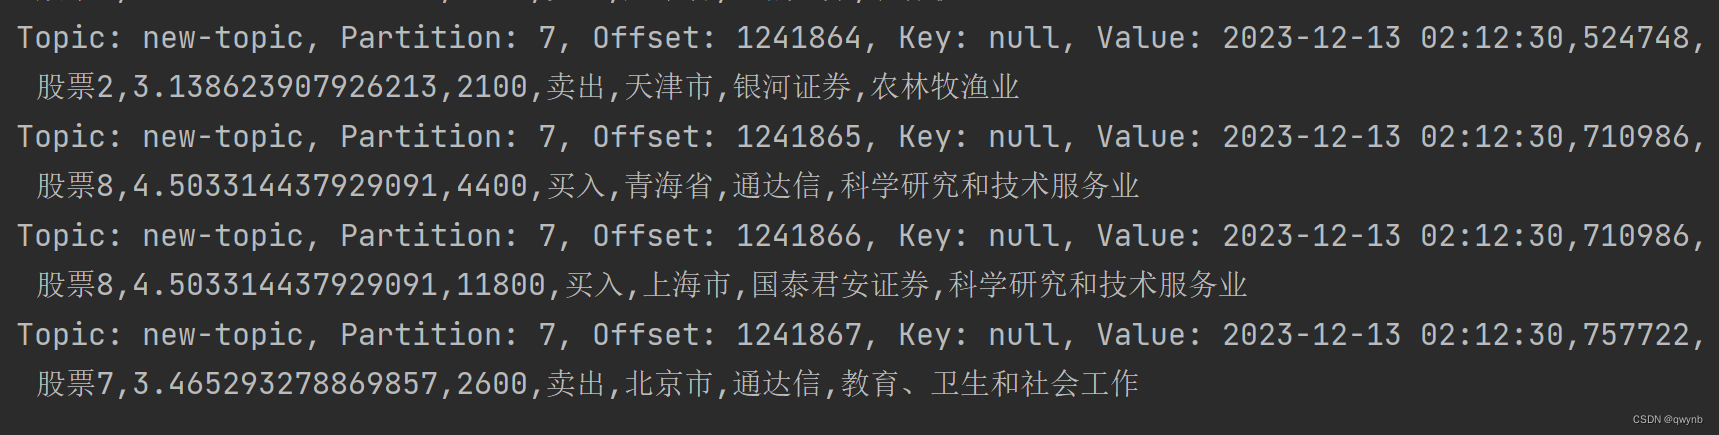 Topic: new-topic, Partition: 7, Offset: 1241864, Key: null, Value: 2023-12-13 02:12:30,524748,
股票2,3.138623907926213,2100,卖出,天津市,银河证券,农林牧渔业
Topic: new-topic, Partition: 7, Offset: 1241865, Key: null, Value: 2023-12-13 02:12:30,710986,
股票8,4.503314437929091,4400,买入,青海省,通达信,科学研究和技术服务业
Topic: new-topic, Partition: 7, Offset: 1241866, Key: null, Value: 2023-12-13 02:12:30,710986,
股票8,4.503314437929091,11800,买入,上海市,国泰君安证券,科学研究和技术服务业
Topic: new-topic, Partition: 7, Offset: 1241867, Key: null, Value: 2023-12-13 02:12:30,757722,
股票7,3.465293278869857,2600,卖出,北京市,通达信,教育、卫生和社会工作
CSDN @qwynb